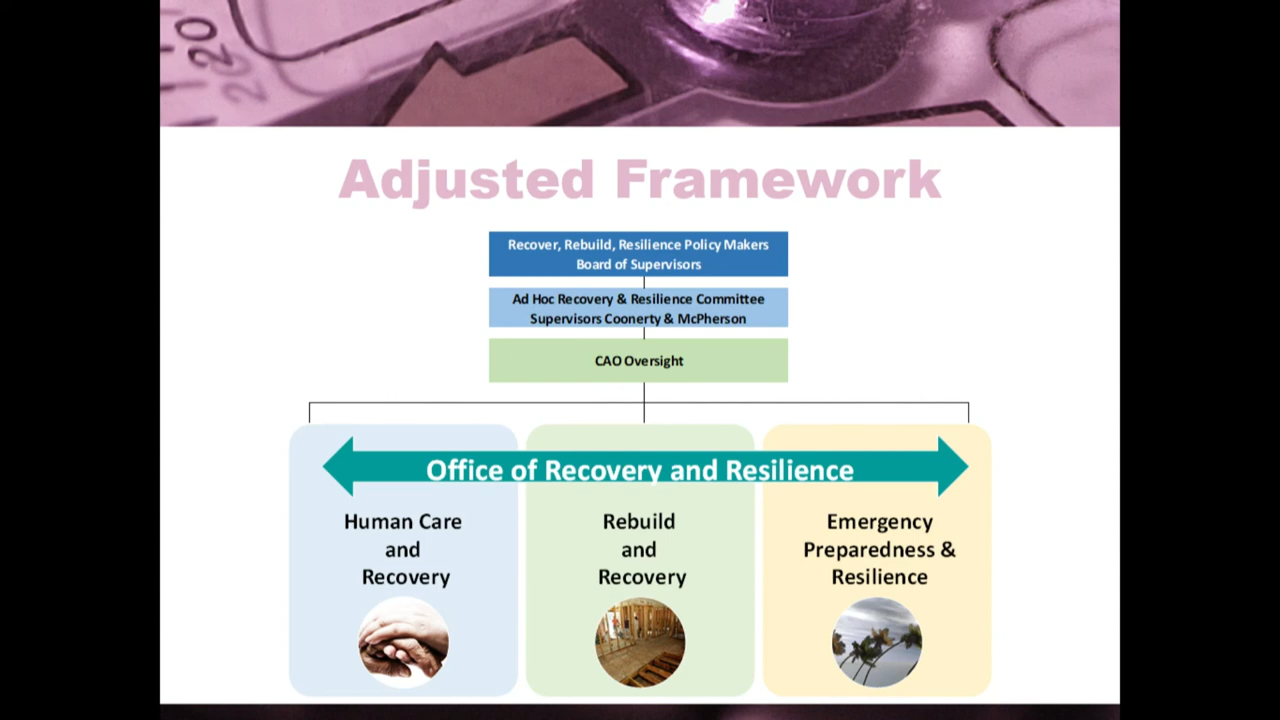 20
Adjusted Framework
Recover, Rebuild, Resilience Policy Makers
Board of Supervisors
Ad Hoc Recovery & Resilience Committee
Supervisors Coonerty & McPherson
CAO Oversight
Office of Recovery and Resilience
Human Care
and
Recovery
Rebuild
and
Recovery
Emergency
Preparedness &
Resilience